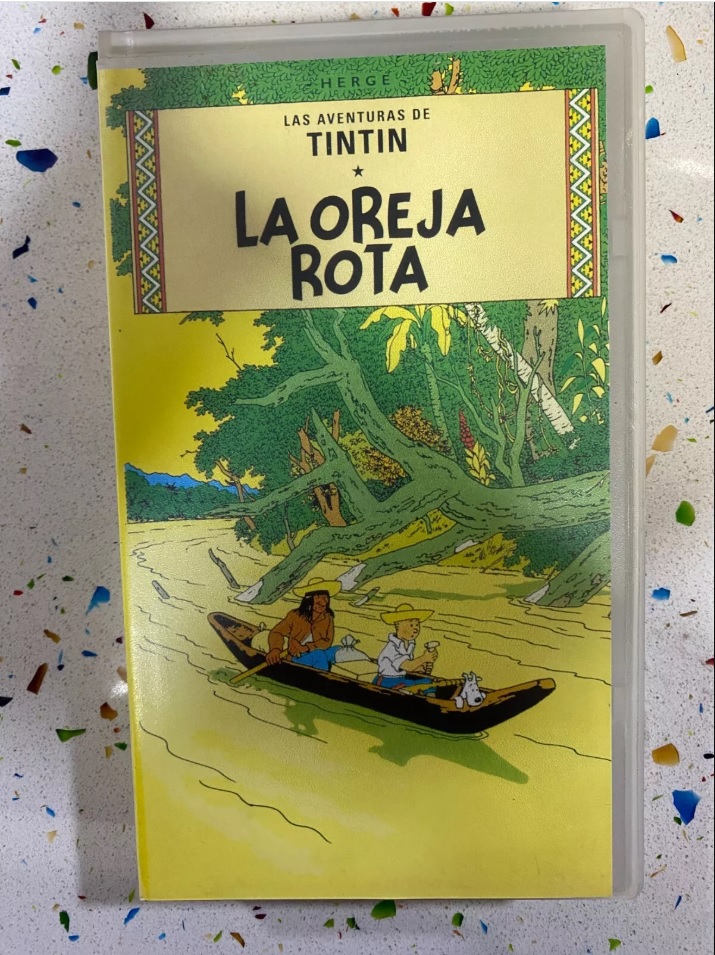 HERGÉ
LAS AVENTURAS DE
TINTIN
LA OREJA
ROTA